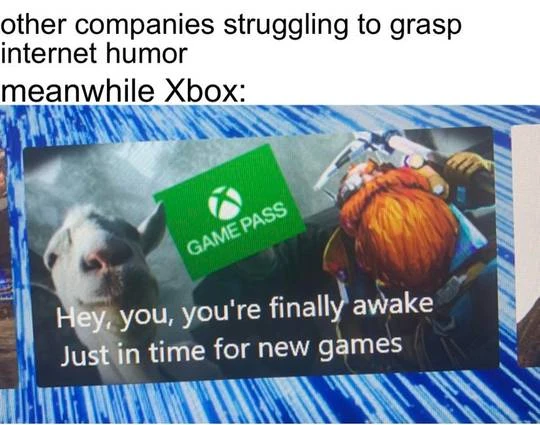 other companies struggling to grasp
internet humor
meanwhile Xbox:
GAME PASS
Hey, you, you're finally awake
Just in time for new games